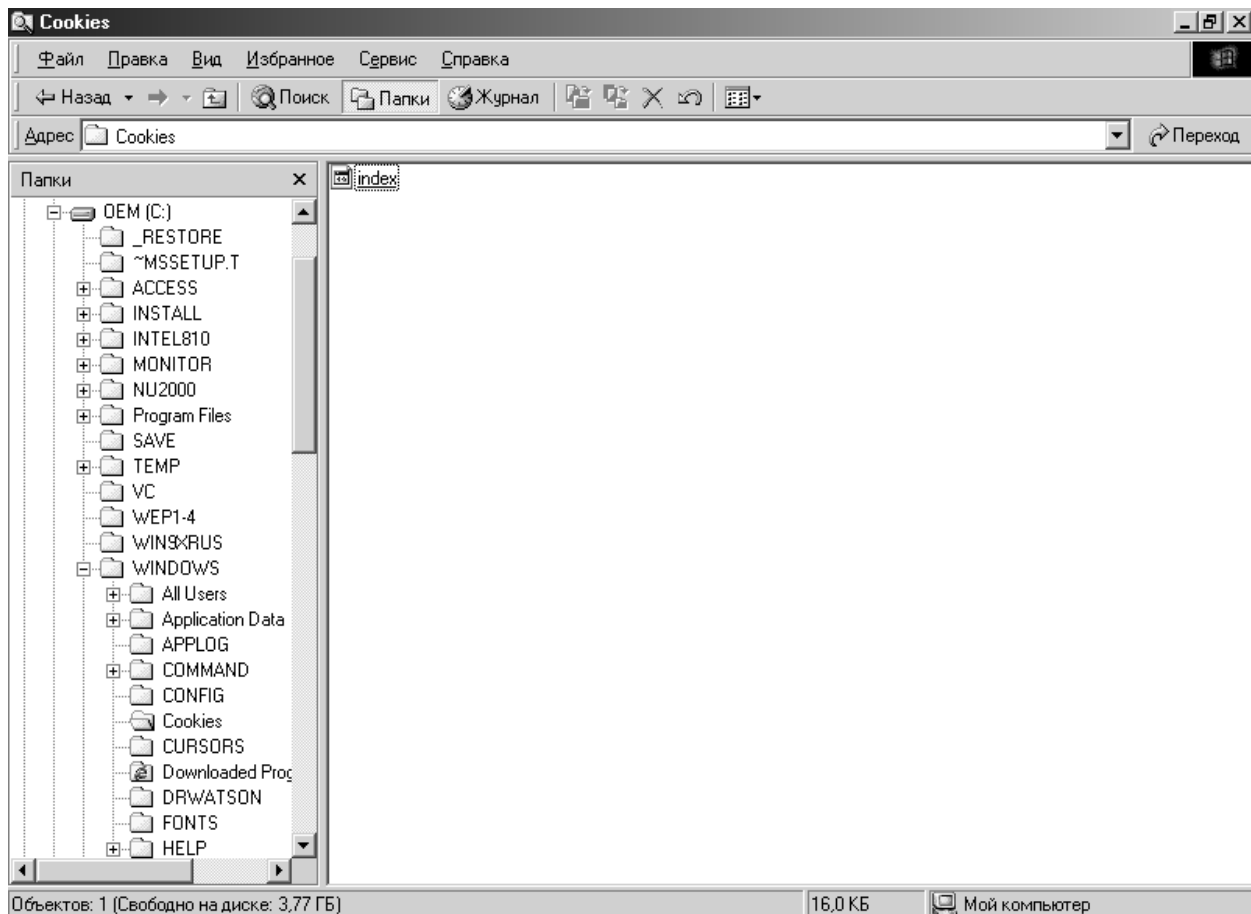 Cookies
Файл Правка Вид Избранное Сервис Справка
Назад Поиск Папки Журнал
Адрес Cookies Переход
Папки
index
OEM (C:)
_RESTORE
~MSSETUP.T
ACCESS
INSTALL
INTEL810
MONITOR
NU2000
Program Files
SAVE
TEMP
VC
WEP1-4
WIN9XRUS
WINDOWS
All Users
Application Data
APPLOG
COMMAND
CONFIG
Cookies
CURSORS
Downloaded Prog
DRWATSON
FONTS
HELP
Объектов: 1 (Свободно на диске: 3,77 ГБ) 16,0 КБ Мой компьютер